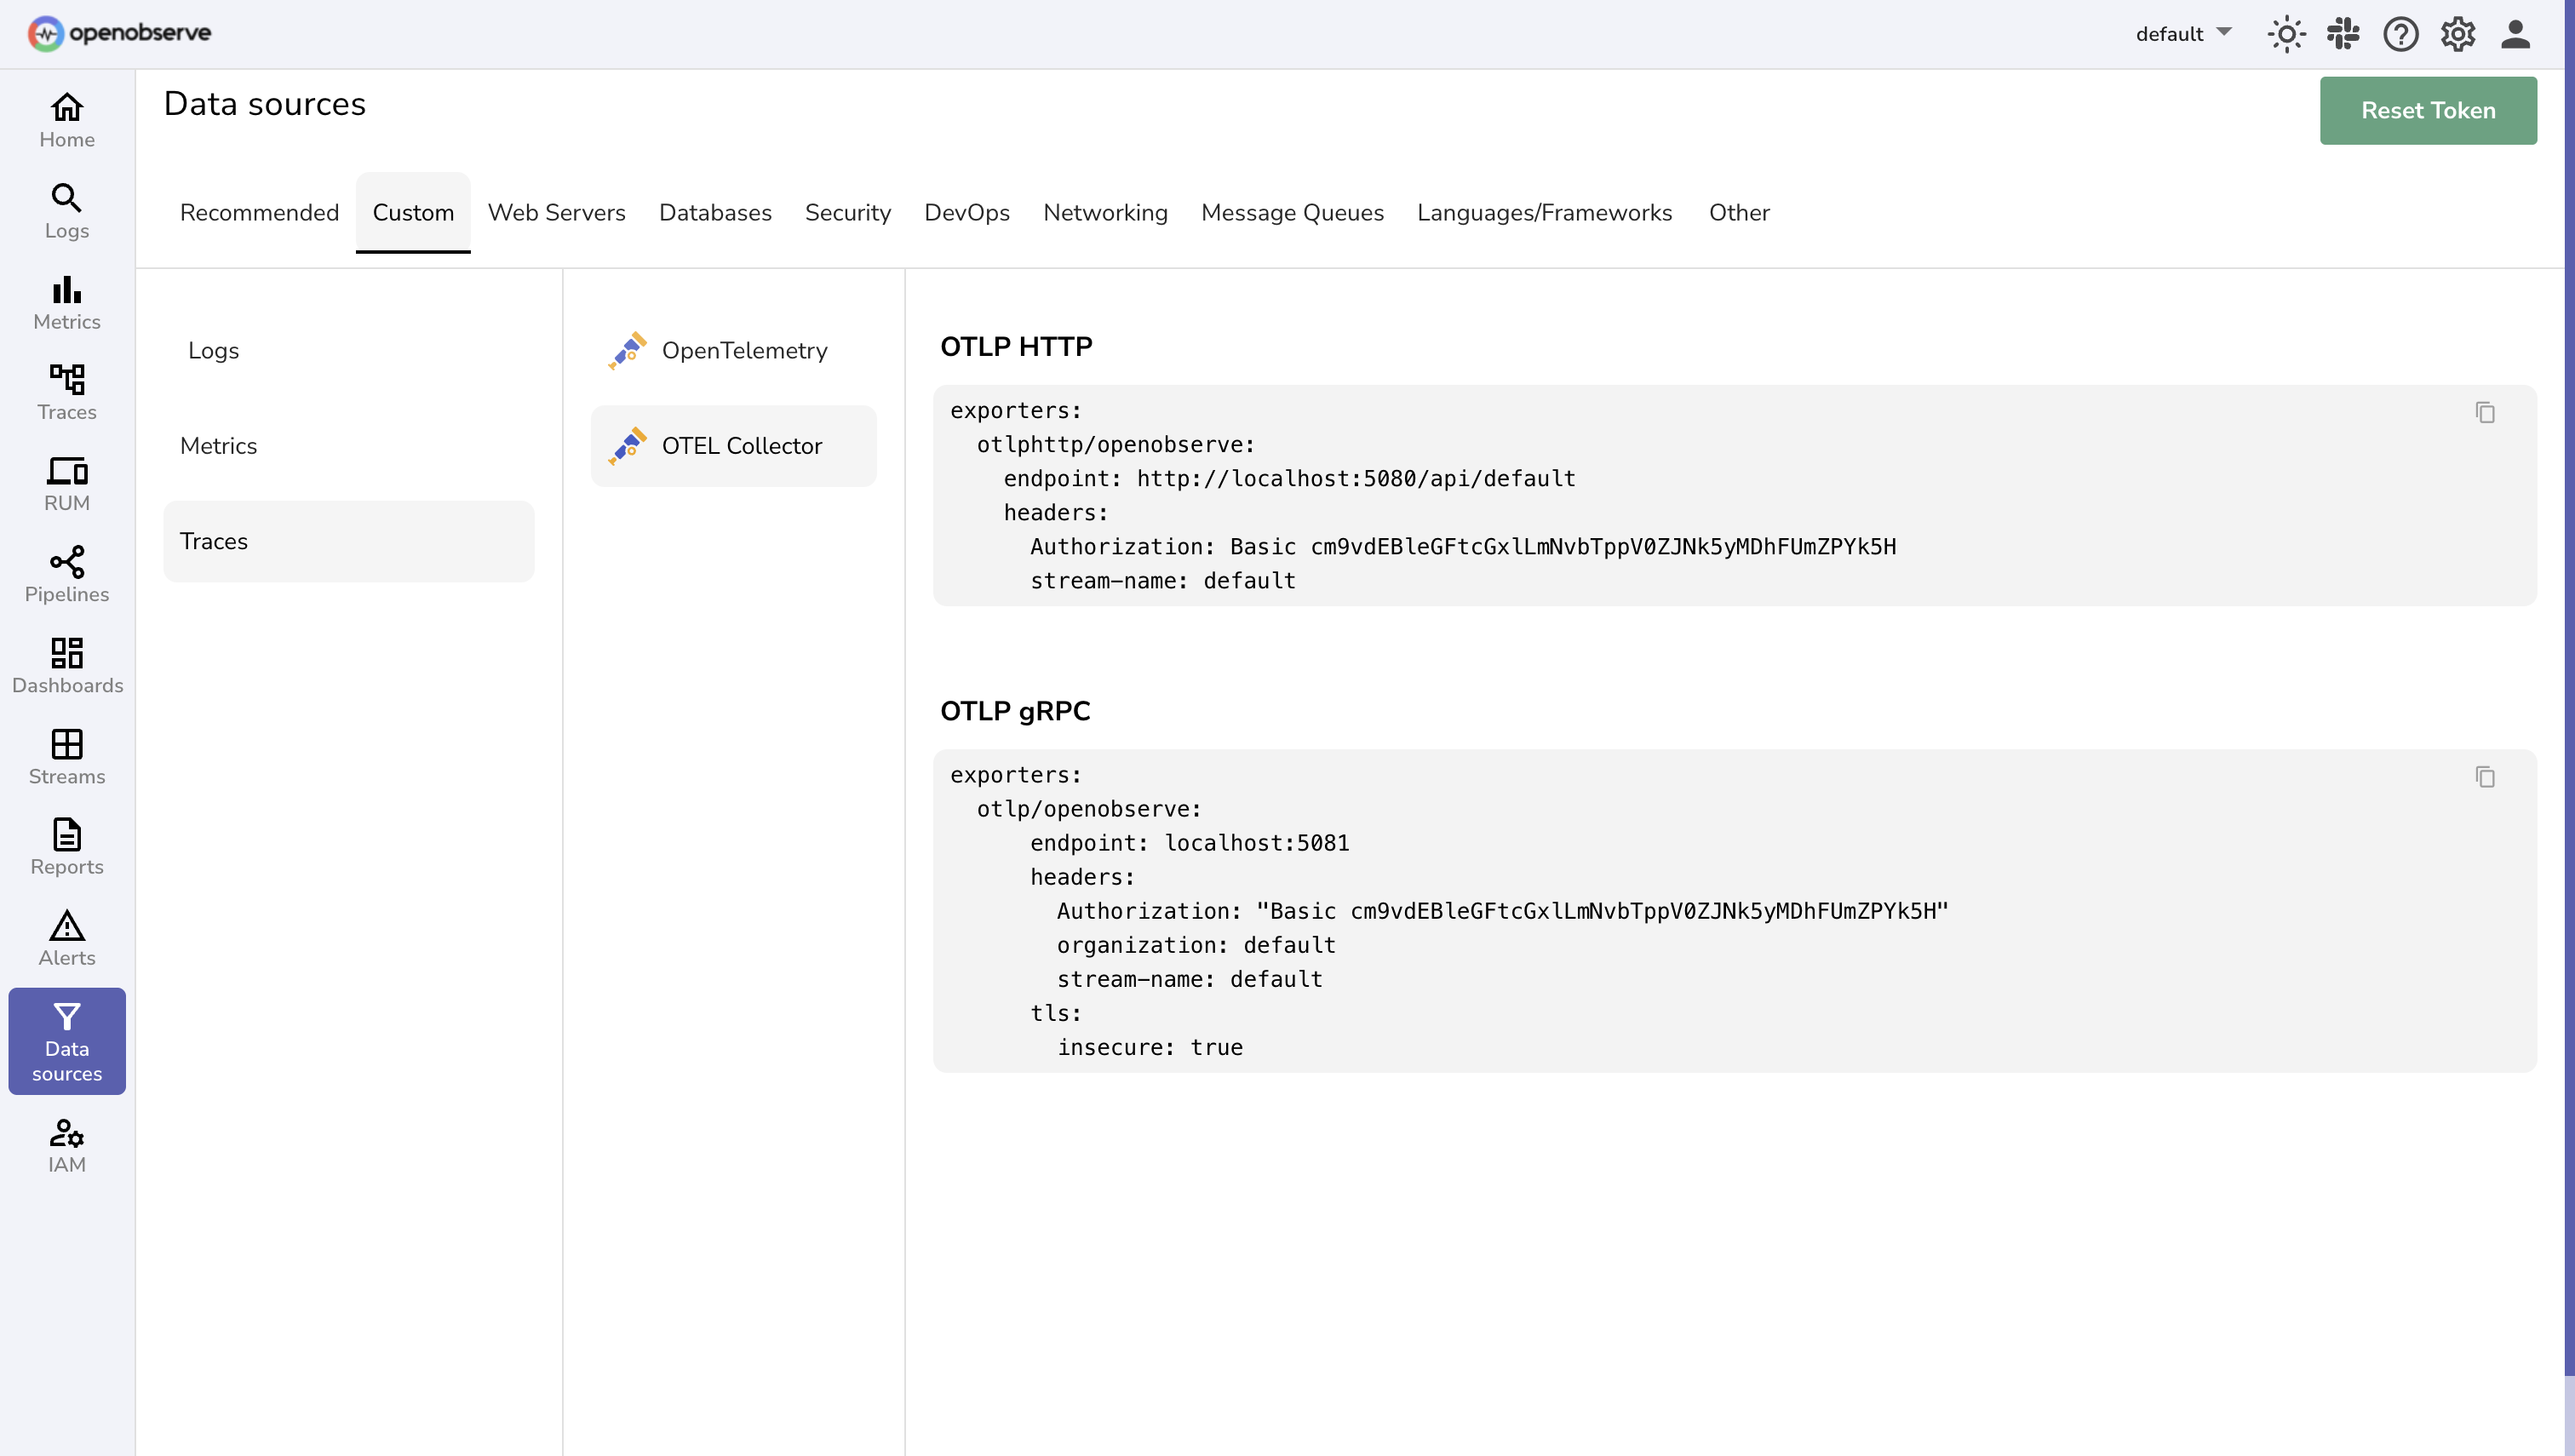 openobserve
default
Data sources
Reset Token
Home
Logs
Metrics
Traces
RUM
Pipelines
Dashboards
Streams
Reports
Alerts
Data
sources
IAM
Recommended
Custom
Web Servers
Databases
Security
DevOps
Networking
Message Queues
Languages/Frameworks
Other
Logs
Metrics
Traces
OpenTelemetry
OTEL Collector
OTLP HTTP
exporters:
  otlphttp/openobserve:
    endpoint: http://localhost:5080/api/default
    headers:
      Authorization: Basic cm9vdEBleGFtcGxlLmNvbTppV0ZJNk5yMDhFUmZPYk5H
      stream-name: default
OTLP gRPC
exporters:
  otlp/openobserve:
      endpoint: localhost:5081
      headers:
        Authorization: "Basic cm9vdEBleGFtcGxlLmNvbTppV0ZJNk5yMDhFUmZPYk5H"
        organization: default
        stream-name: default
      tls:
        insecure: true